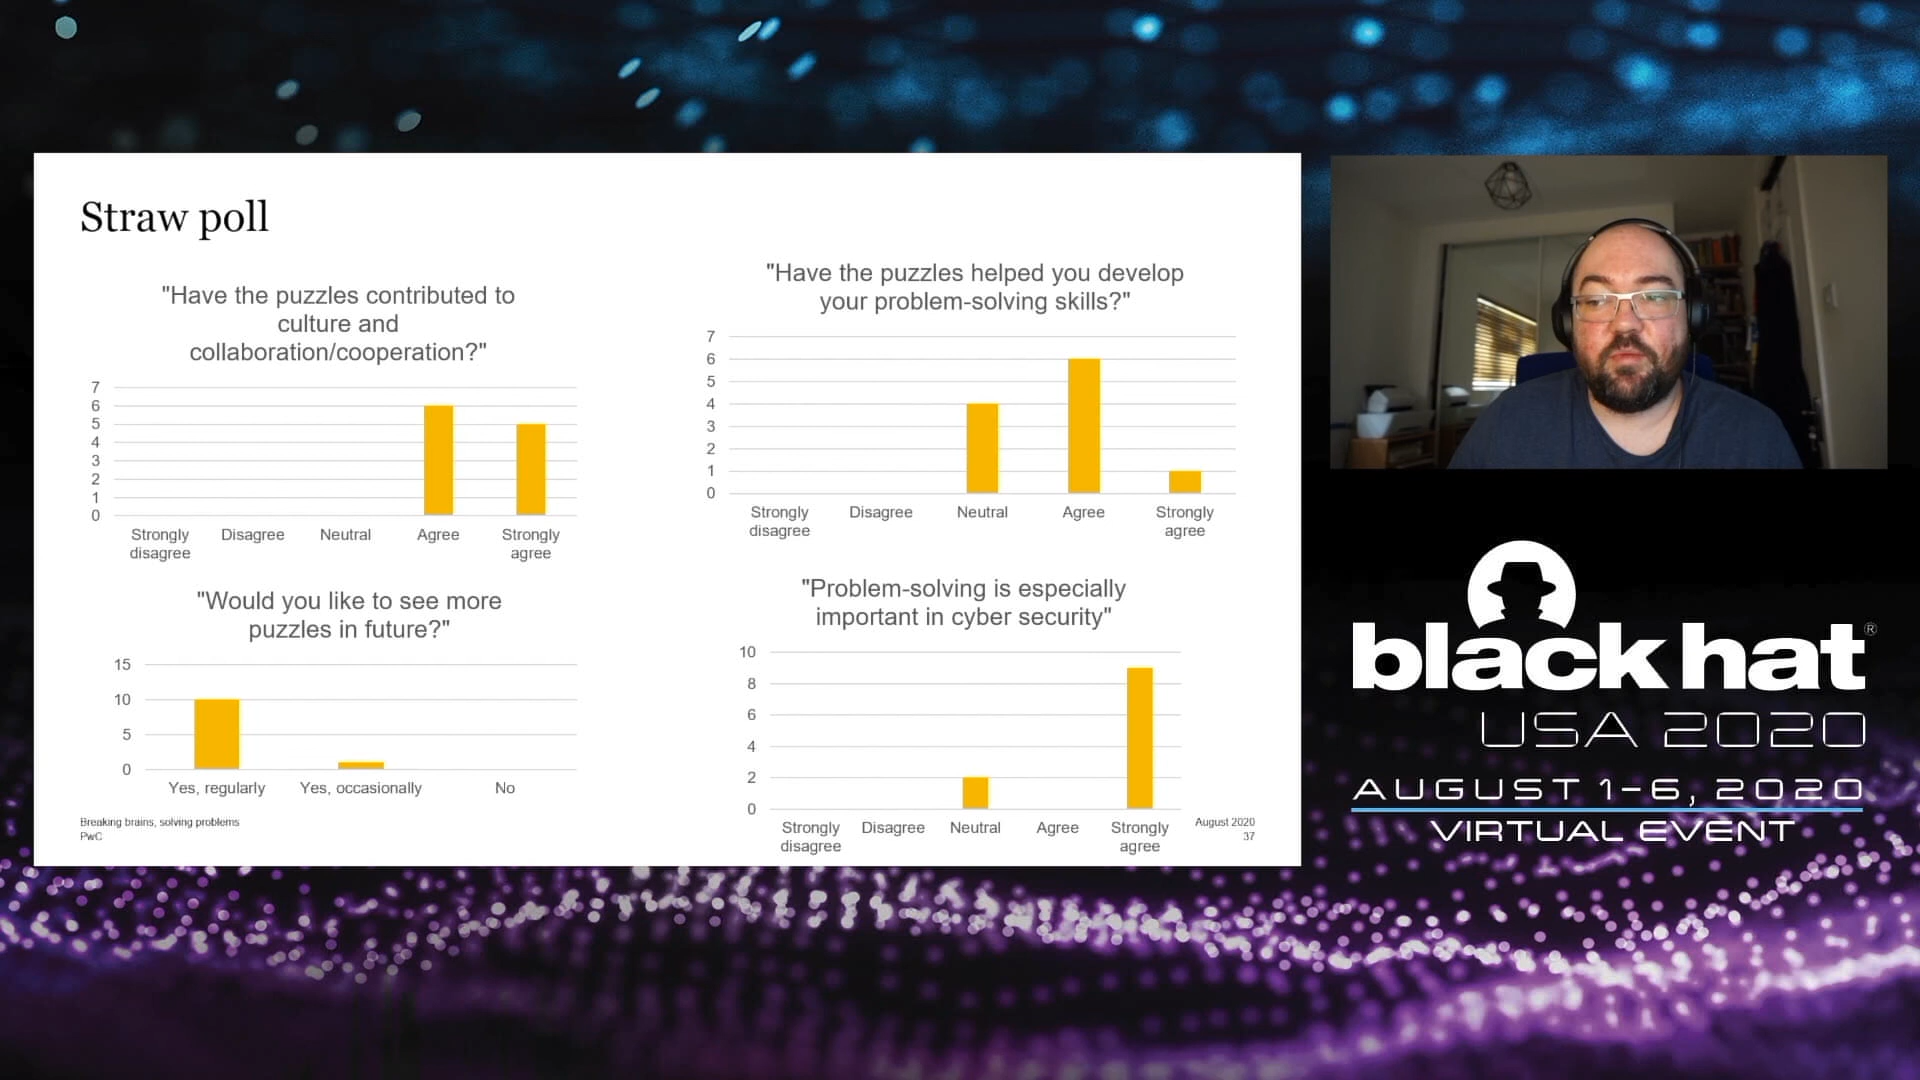 Straw poll
"Have the puzzles contributed to
culture and
collaboration/cooperation?"
7
6
5
4
3
2
1
0
Strongly
disagree
Disagree
Neutral
Agree
Strongly
agree
"Have the puzzles helped you develop
your problem-solving skills?"
7
6
5
4
3
2
1
0
Strongly
disagree
Disagree
Neutral
Agree
Strongly
agree
"Would you like to see more
puzzles in future?"
15
10
5
0
Yes, regularly
Yes, occasionally
No
"Problem-solving is especially
important in cyber security"
10
8
6
4
2
0
Strongly
disagree
Disagree
Neutral
Agree
Strongly
agree
Breaking brains, solving problems
PwC
August 2020
37
black hat®
USA 2020
AUGUST 1-6, 2020
VIRTUAL EVENT